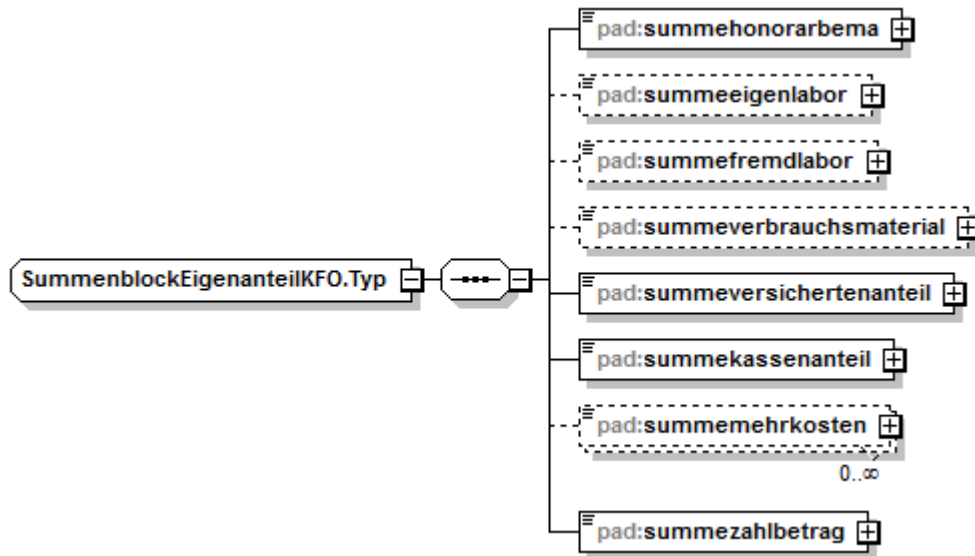 pad:summehonorarbema
pad:summeeigenlabor
pad:summefremdlabor
pad:summeverbrauchsmaterial
SummenblockEigenanteilKFO.Typ
pad:summeversichertenanteil
pad:summekassenanteil
pad:summemehrkosten
0..∞
pad:summezahlbetrag